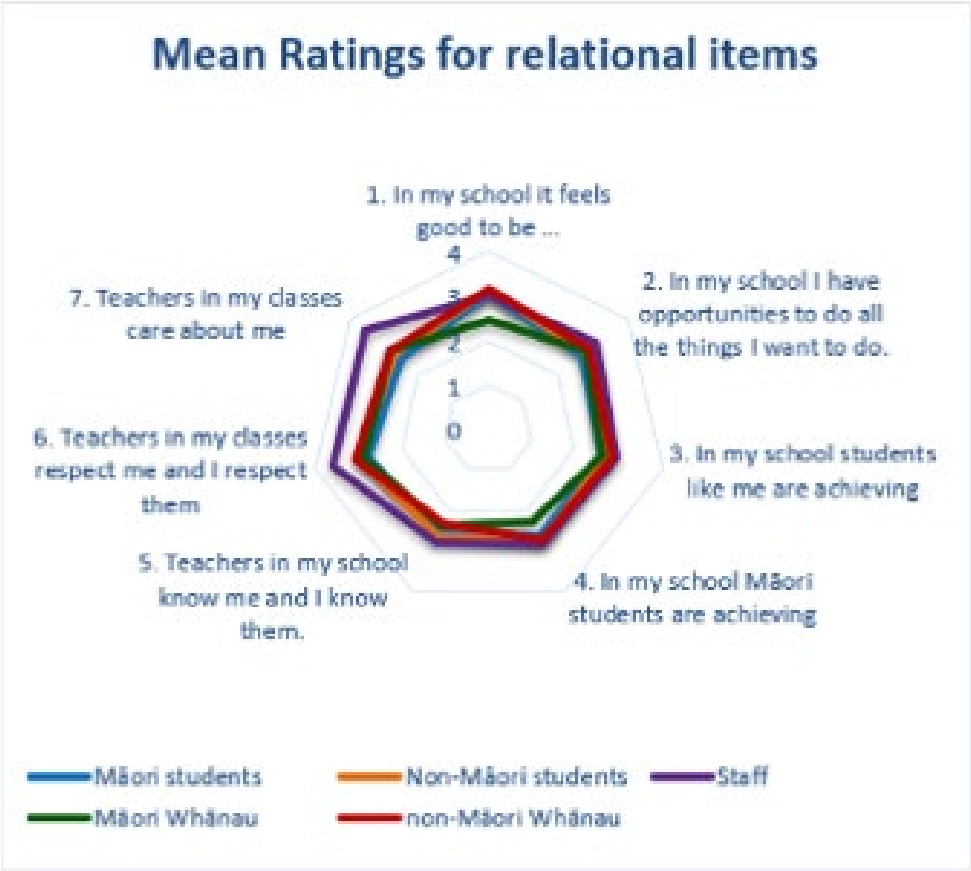 Mean Ratings for relational items
1. In my school it feels
good to be ...
4
3
2
1
0
2. In my school I have
opportunities to do all
the things I want to do.
3. In my school students
like me are achieving
4. In my school Māori
students are achieving
5. Teachers in my school
know me and I know
them.
6. Teachers in my classes
respect me and I respect
them
7. Teachers in my classes
care about me
Māori students
Non-Māori students
Staff
Māori Whānau
non-Māori Whānau